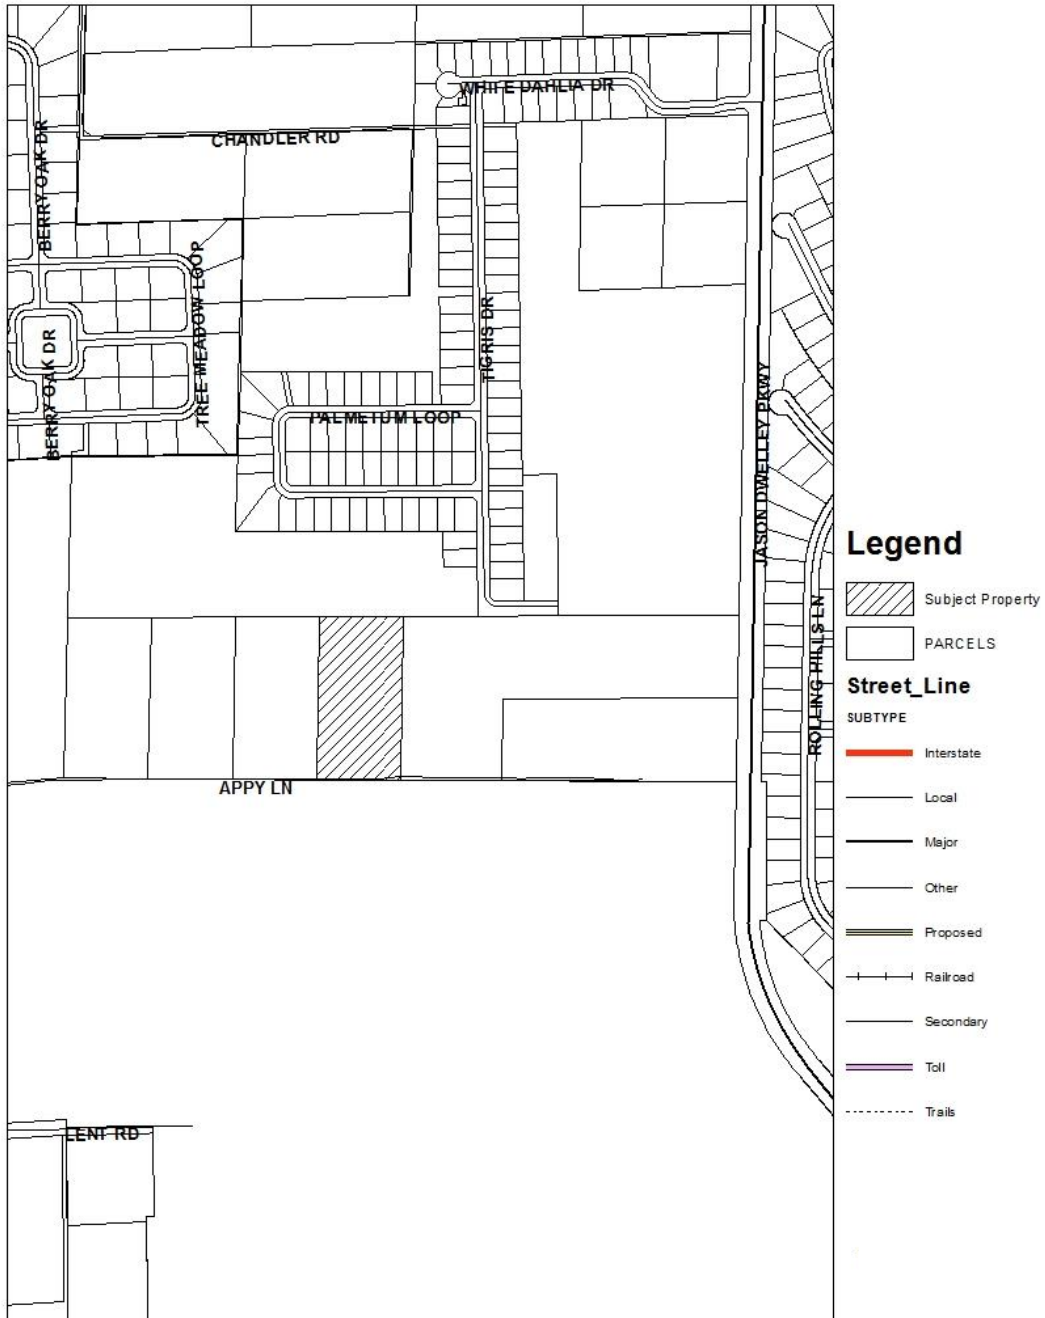 WHITE DAHLIA DR
CHANDLER RD
BERRY OAK DR
TREE MEADOW LOOP
TIGRIS DR
BERRY OAK DR
PALMETUM LOOP
JASON DWELLEY PKWY
ROLLING HILLS LN
APPY LN
LENT RD
Legend
Subject Property
PARCELS
Street_Line
SUBTYPE
Interstate
Local
Major
Other
Proposed
Railroad
Secondary
Toll
Trails